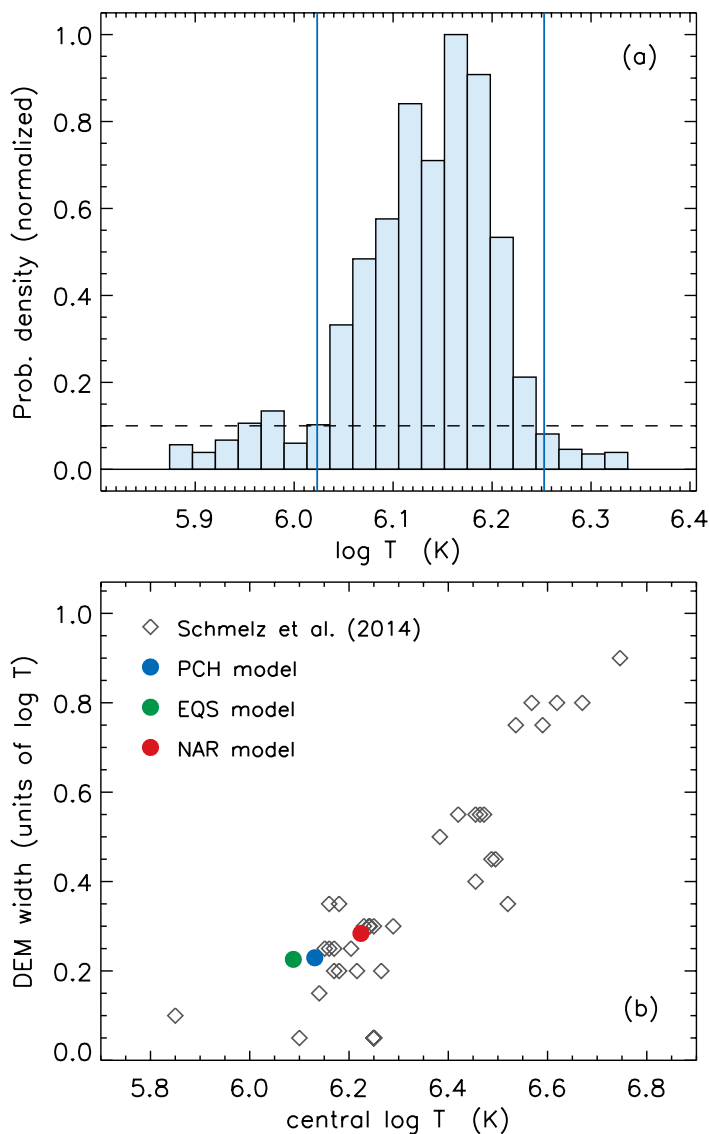 (a)
Prob. density (normalized)
1.0
0.8
0.6
0.4
0.2
0.0
5.9 6.0 6.1 6.2 6.3 6.4
log T (K)
(b)
DEM width (units of log T)
1.0
0.8
0.6
0.4
0.2
0.0
Schmelz et al. (2014)
PCH model
EQS model
NAR model
5.8 6.0 6.2 6.4 6.6 6.8
central log T (K)